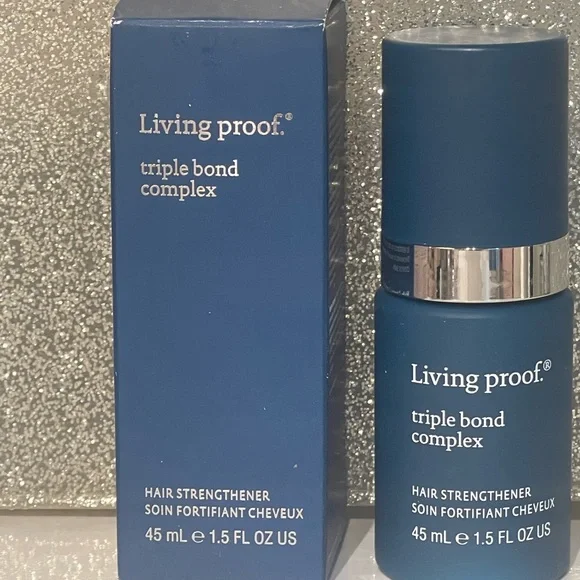 Living proof.®
triple bond
complex
HAIR STRENGTHENER
SOIN FORTIFIANT CHEVEUX
45 mL e 1.5 FL OZ US
Living proof.®
triple bond
complex
HAIR STRENGTHENER
SOIN FORTIFIANT CHEVEUX
45 mL e 1.5 FL OZ US